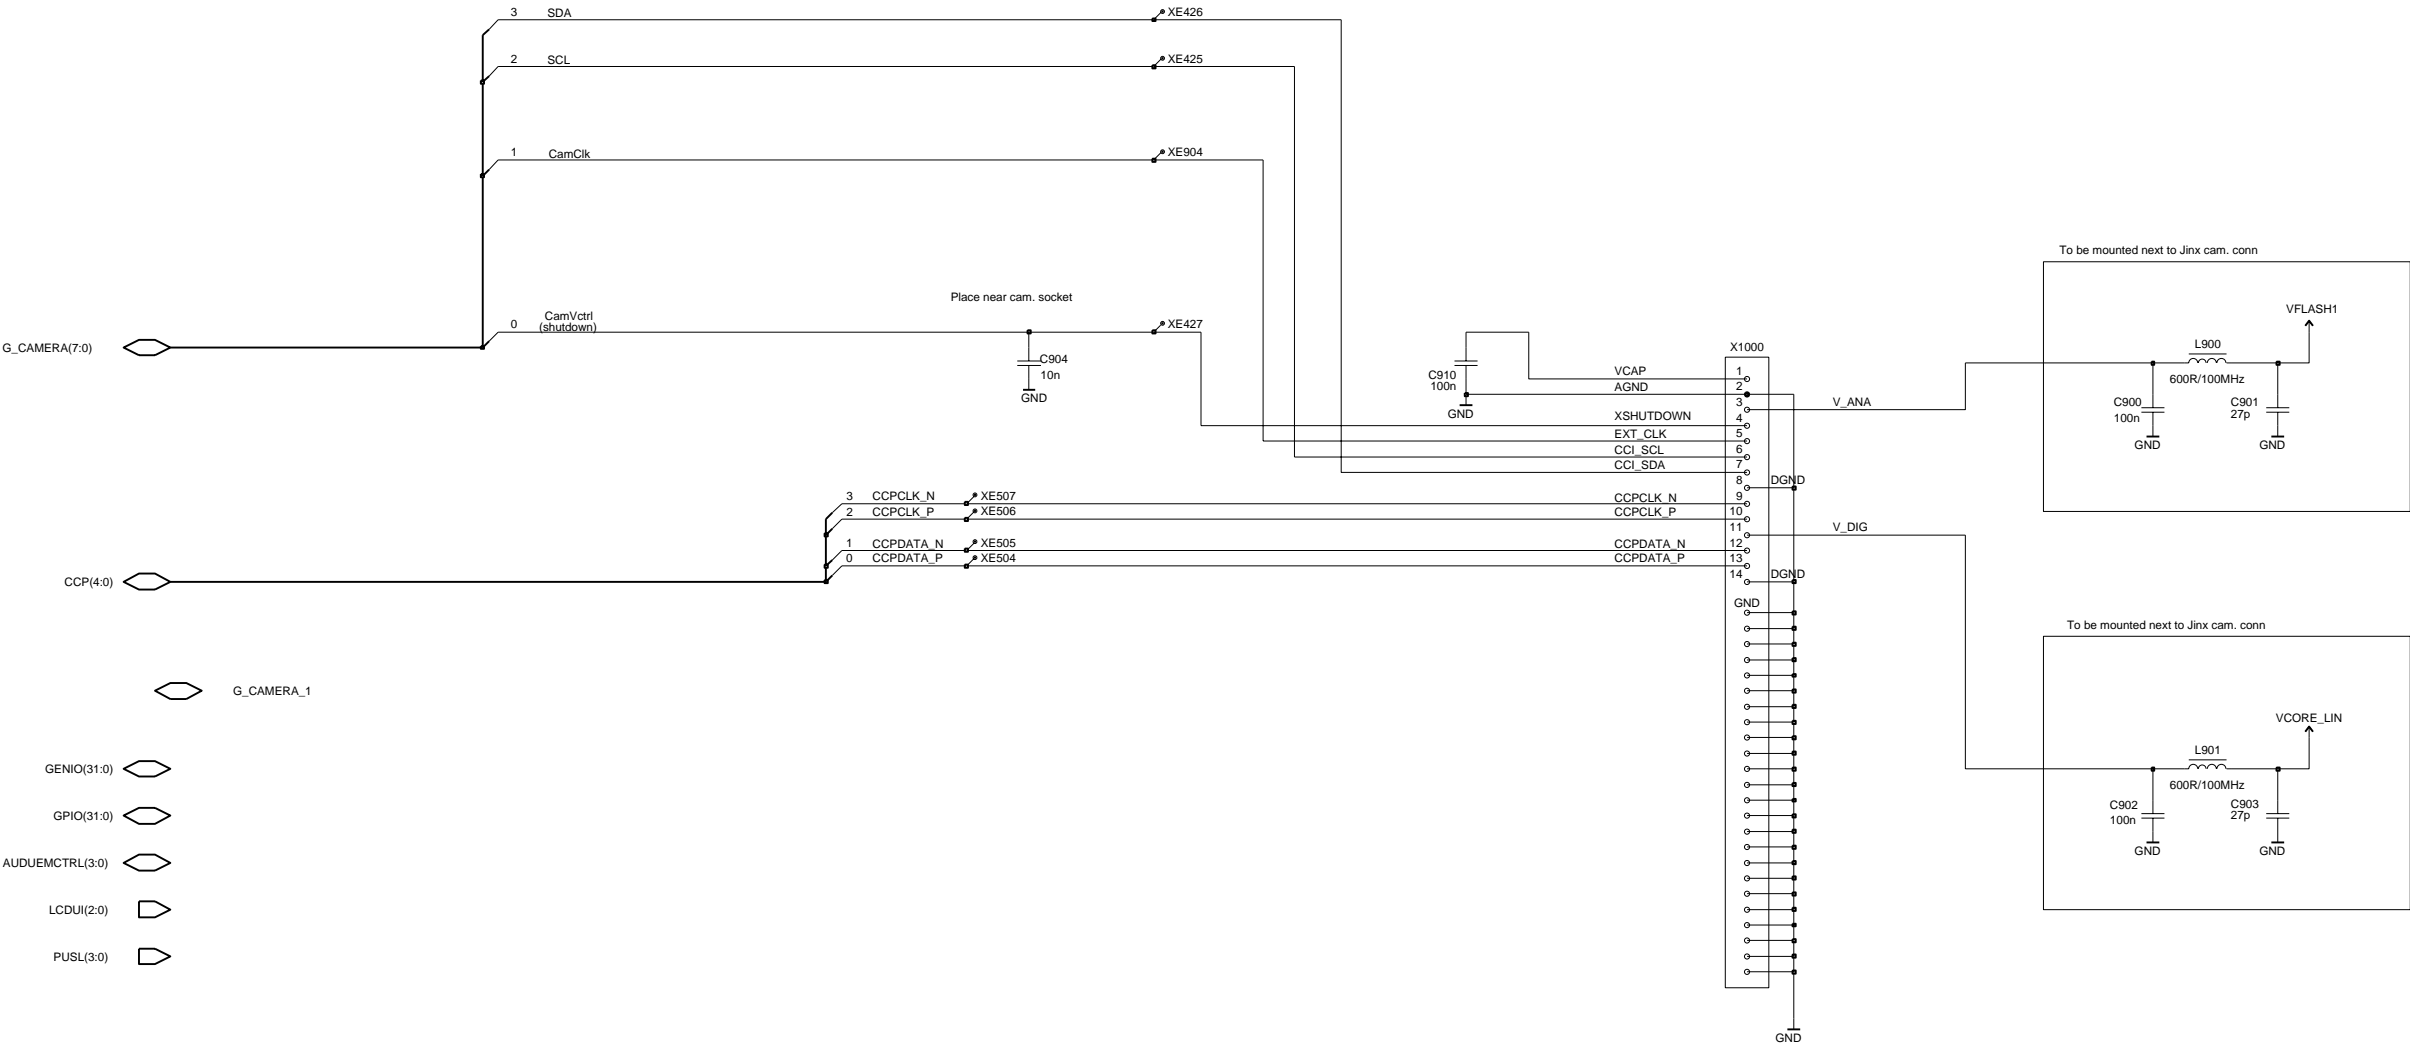 3 SDA XE426
2 SCL XE425
1 CamClk XE904
To be mounted next to Jinx cam. conn
Place near cam. socket
VFLASH1
0 CamVctrl XE427
(shutdown)
G_CAMERA(7:0)
X1000
L900
C904
10n
GND
600R/100MHz
C910
100n
GND
VCAP 1
AGND 2
3 V_ANA
XSHUTDOWN 4
EXT_CLK 5
CCI_SCL 6
CCI_SDA 7
C900
100n
GND
C901
27p
GND
8 DGND
3 CCPCLK_N XE507 CCPCLK_N 9
2 CCPCLK_P XE506 CCPCLK_P 10
11 V_DIG
1 CCPDATA_N XE505 CCPDATA_N 12
0 CCPDATA_P XE504 CCPDATA_P 13
14 DGND
CCP(4:0)
GND
To be mounted next to Jinx cam. conn
G_CAMERA_1
VCORE_LIN
L901
GENIO(31:0)
600R/100MHz
C902
100n
GND
C903
27p
GND
GPIO(31:0)
AUDUEMCTRL(3:0)
LCDUI(2:0)
PUSL(3:0)
GND